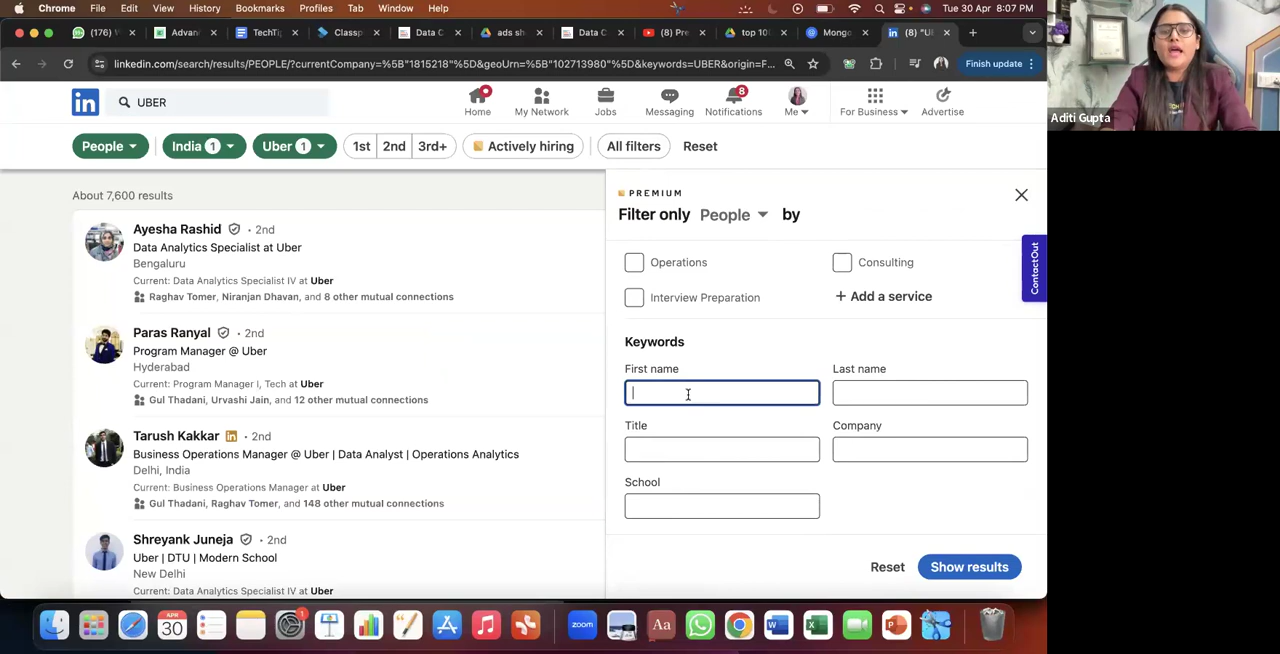 Chrome File Edit View History Bookmarks Profiles Tab Window Help Tue 30 Apr 8:07 PM
(176) W Advan Data C ads sh Data C (8) Pre top 10 Mongo (8) "U
TechTi Classp
linkedin.com/search/results/PEOPLE/?currentCompany=%5B"1815218"%5D&geoUrn=%5B"102713980"%5D&keywords=UBER&origin=F... Finish update
in UBER
Home My Network Jobs Messaging 8 Notifications Me For Business Advertise
People India 1 Uber 1 1st 2nd 3rd+ Actively hiring All filters Reset
About 7,600 results
Ayesha Rashid • 2nd
Data Analytics Specialist at Uber
Bengaluru
Current: Data Analytics Specialist IV at Uber
Raghav Tomer, Niranjan Dhavan, and 8 other mutual connections
Paras Ranyal • 2nd
Program Manager @ Uber
Hyderabad
Current: Program Manager I, Tech at Uber
Gul Thadani, Urvashi Jain, and 12 other mutual connections
Tarush Kakkar in • 2nd
Business Operations Manager @ Uber | Data Analyst | Operations Analytics
Delhi, India
Current: Business Operations Manager at Uber
Gul Thadani, Raghav Tomer, and 148 other mutual connections
Shreyank Juneja • 2nd
Uber | DTU | Modern School
New Delhi
Current: Data Analytics Specialist at Uber
PREMIUM
Filter only People by
Operations Consulting
Interview Preparation + Add a service
Keywords
First name Last name
Title Company
School
Reset Show results
ContactOut
Aditi Gupta
APR
30
1
zoom
Aa
W
X
P